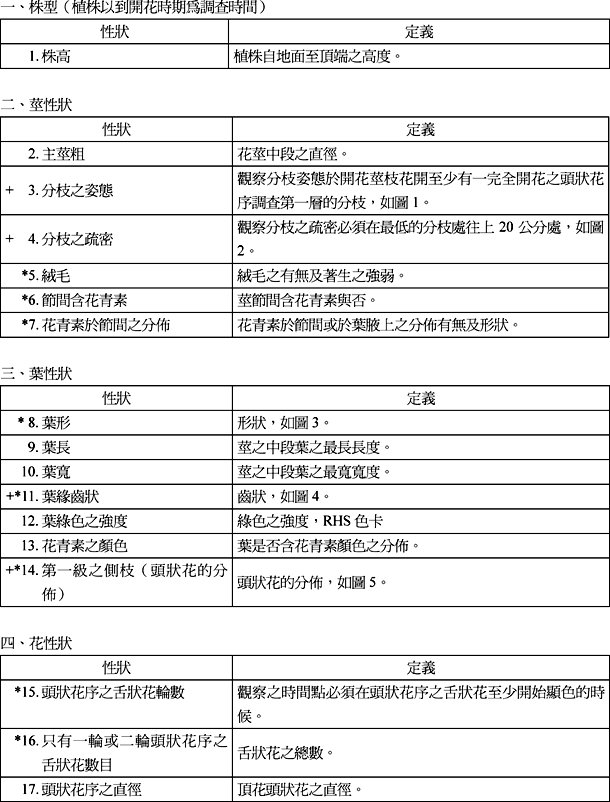 一、株型（植株以到開花時期爲調查時間）
性狀 定義
1. 株高 植株自地面至頂端之高度。
二、莖性狀
性狀 定義
2. 主莖粗 花莖中段之直徑。
+ 3. 分枝之姿態 觀察分枝姿態於開花莖枝花開至少有一完全開花之頭狀花
序調查第一層的分枝，如圖 1。
+ 4. 分枝之疏密 觀察分枝之疏密必須在最低的分枝處往上 20 公分處，如圖
2。
*5. 絨毛 絨毛之有無及著生之強弱。
*6. 節間含花青素 莖節間含花青素與否。
*7. 花青素於節間之分佈 花青素於節間或於葉腋上之分佈有無及形狀。
三、葉性狀
性狀 定義
* 8. 葉形 形狀，如圖 3。
9. 葉長 莖之中段葉之最長長度。
10. 葉寬 莖之中段葉之最寬寬度。
+*11. 葉緣齒狀 齒狀，如圖 4。
12. 葉綠色之強度 綠色之強度，RHS 色卡
13. 花青素之顏色 葉是否含花青素顏色之分佈。
+*14. 第一級之側枝（頭狀花的分
佈） 頭狀花的分佈，如圖 5。
四、花性狀
性狀 定義
*15. 頭狀花序之舌狀花輪數 觀察之時間點必須在頭狀花序之舌狀花至少開始顯色的時
候。
*16. 只有一輪或二輪頭狀花序之
舌狀花數目 舌狀花之總數。
17. 頭狀花序之直徑 頂花頭狀花之直徑。